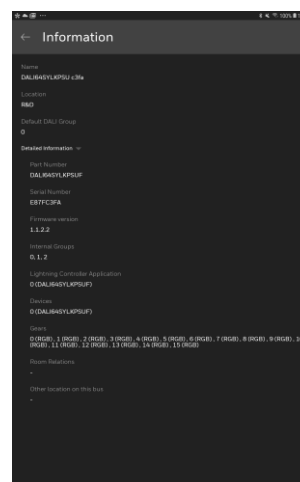 100%
Information
Name
DALI64SYLKPSU c3fa
Location
R&D
Default DALI Group
0
Detailed Information
Part Number
DALI64SYLKPSUF
Serial Number
E87FC3FA
Firmware version
1.1.2.2
Internal Groups
0, 1, 2
Lightning Controller Application
0 (DALI64SYLKPSUF)
Devices
0 (DALI64SYLKPSUF)
Gears
0 (RGB) , 1 (RGB) , 2 (RGB) , 3 (RGB) , 4 (RGB) , 5 (RGB) , 6 (RGB) , 7 (RGB) , 8 (RGB) , 9 (RGB) , 1
(RGB) , 11 (RGB) , 12 (RGB) , 13 (RGB) , 14 (RGB) , 15 (RGB)
Room Relations
-
Other location on this bus
-